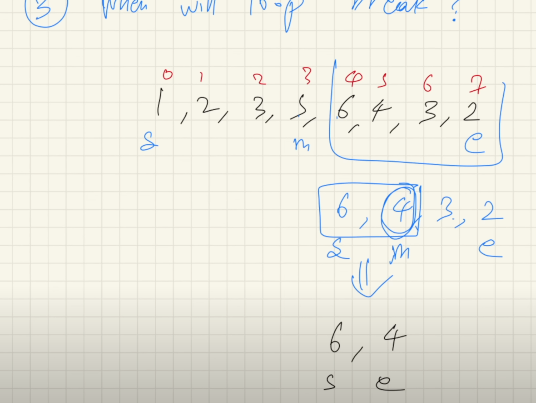 3 When will loop break ?
0 1 2 3 4 5 6 7
1, 2, 3, 5, 6, 4, 3, 2
s m e
6, 4, 3, 2
s m e
6, 4
s e